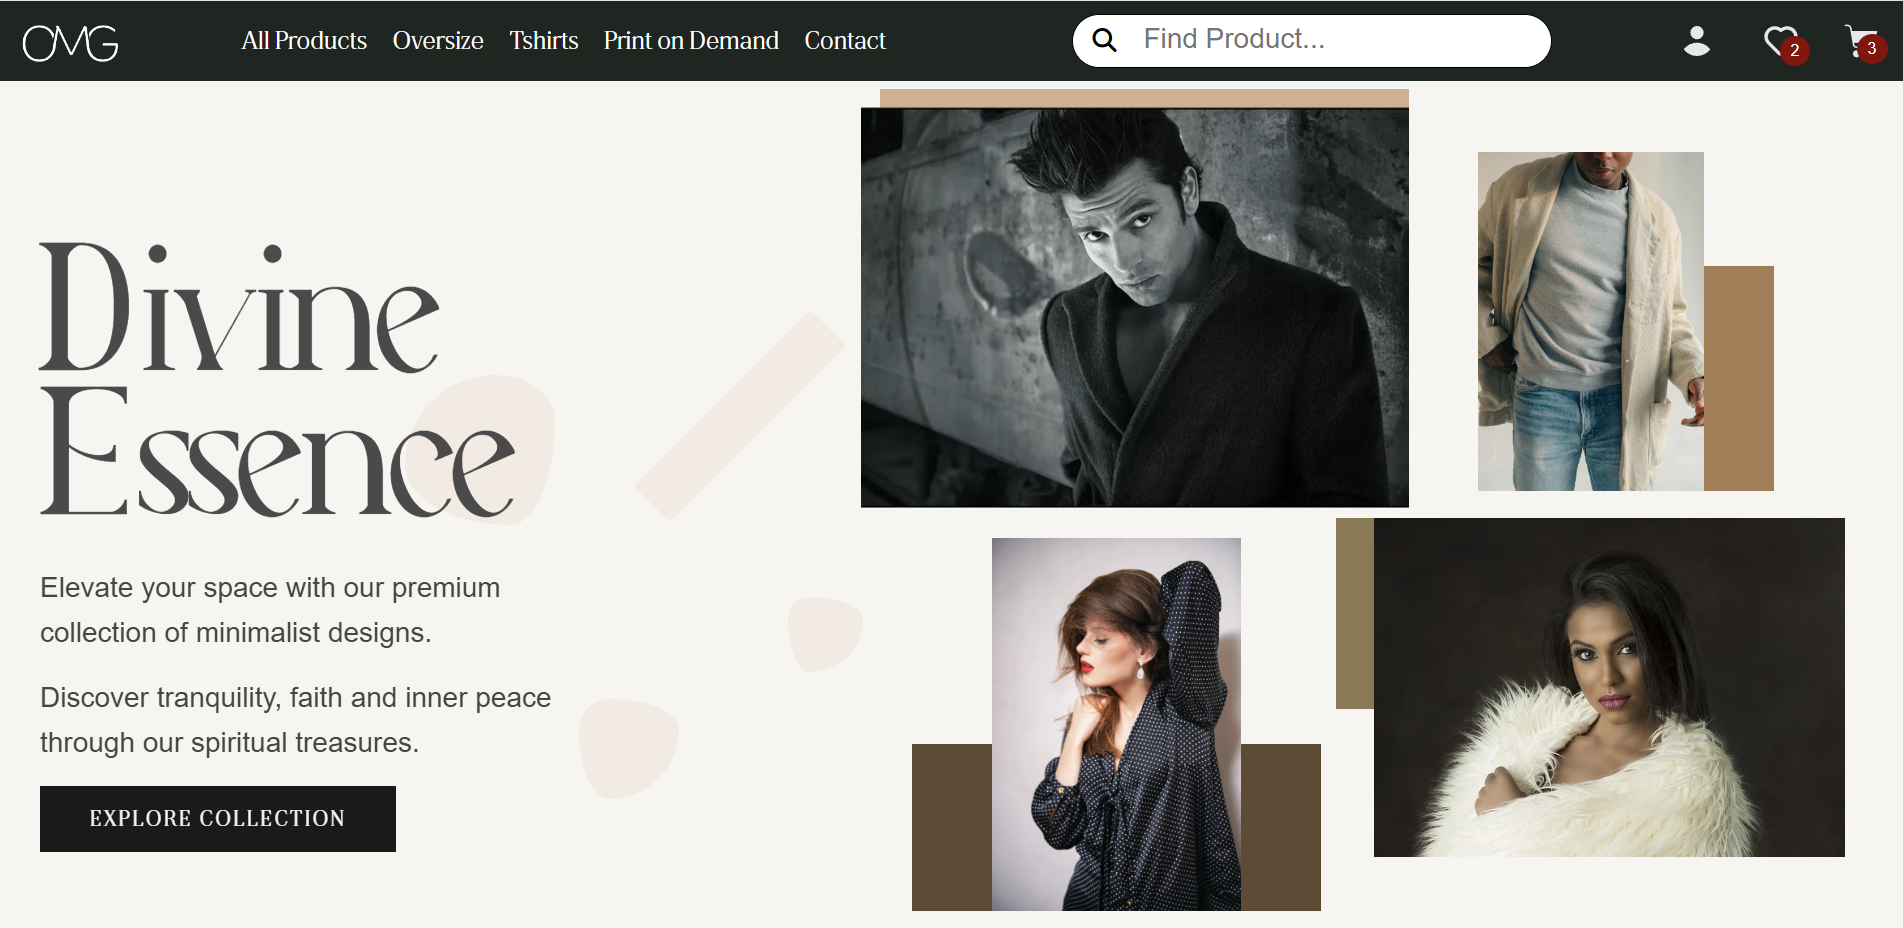 OMG
All Products Oversize Tshirts Print on Demand Contact
Find Product...
2
3
Divine
Essence
Elevate your space with our premium
collection of minimalist designs.
Discover tranquility, faith and inner peace
through our spiritual treasures.
EXPLORE COLLECTION